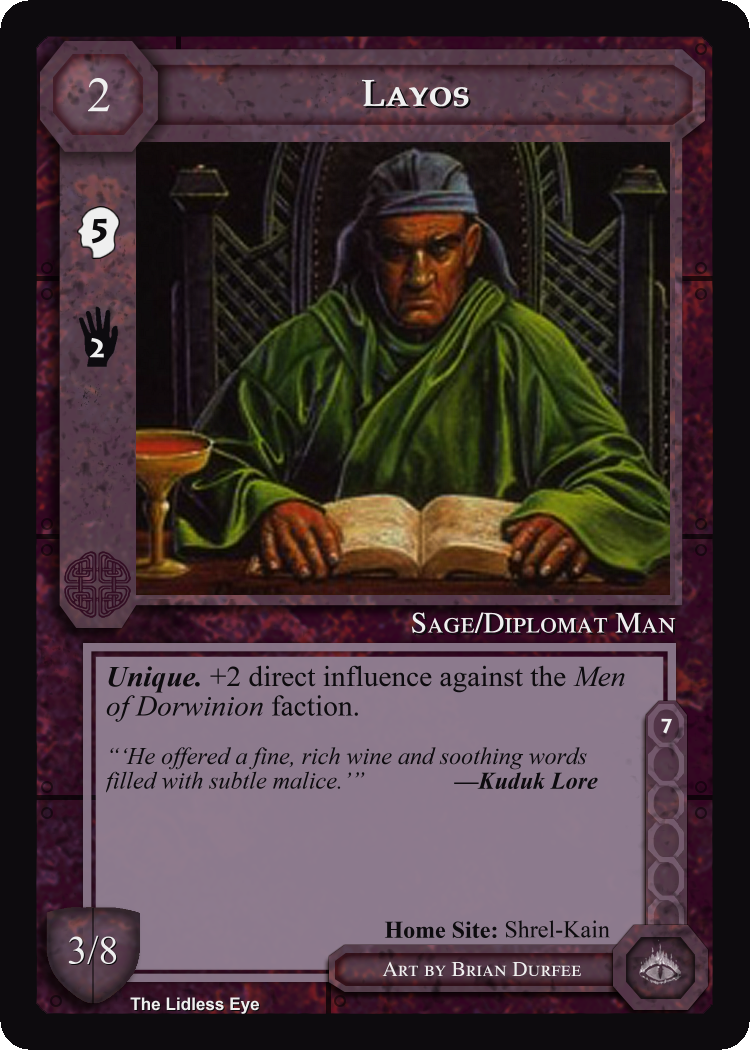 2
Layos
5
2
Sage/Diplomat Man
Unique. +2 direct influence against the Men
of Dorwinion faction.
7
“‘He offered a fine, rich wine and soothing words
filled with subtle malice.’” —Kuduk Lore
Home Site: Shrel-Kain
3/8
Art by Brian Durfee
The Lidless Eye